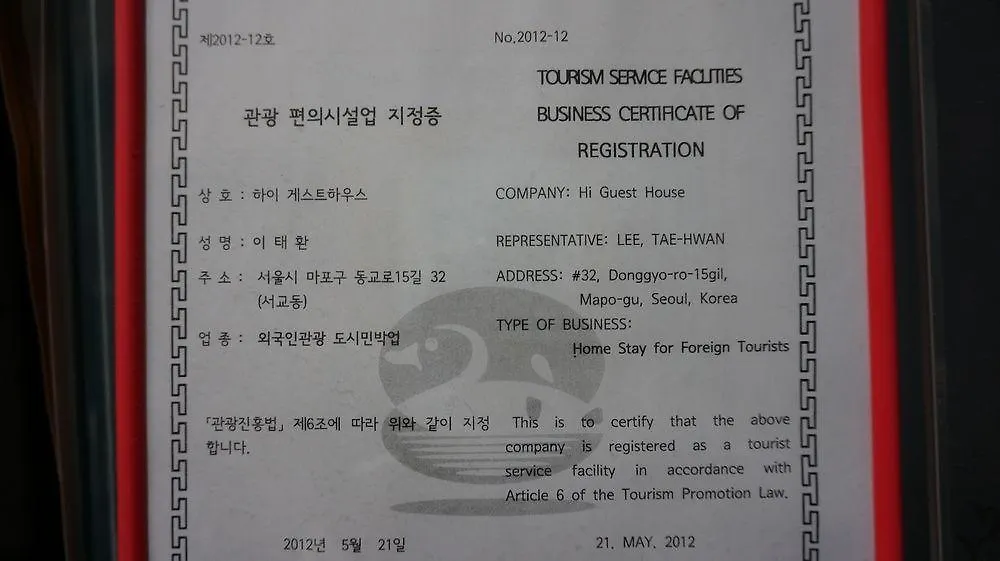 제2012-12호
관광 편의시설업 지정증
상 호 : 하이 게스트하우스
성 명 : 이 태 환
주 소 : 서울시 마포구 동교로15길 32
(서교동)
업 종 : 외국인관광 도시민박업
「관광진흥법」 제6조에 따라 위와 같이 지정
합니다.
2012년 5월 21일
No.2012-12
TOURISM SERVICE FACILITIES
BUSINESS CERTIFICATE OF
REGISTRATION
COMPANY: Hi Guest House
REPRESENTATIVE: LEE, TAE-HWAN
ADDRESS: #32, Donggyo-ro-15gil,
Mapo-gu, Seoul, Korea
TYPE OF BUSINESS:
Home Stay for Foreign Tourists
This is to certify that the above
company is registered as a tourist
service facility in accordance with
Article 6 of the Tourism Promotion Law.
21. MAY. 2012